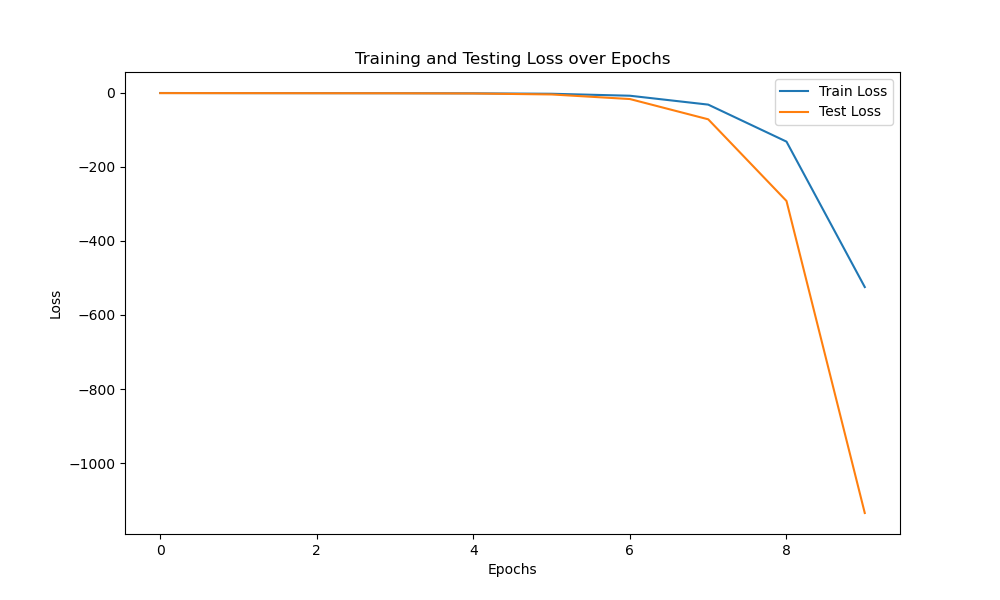 Training and Testing Loss over Epochs
Train Loss
Test Loss
0
−200
−400
−600
−800
−1000
Loss
0 2 4 6 8
Epochs